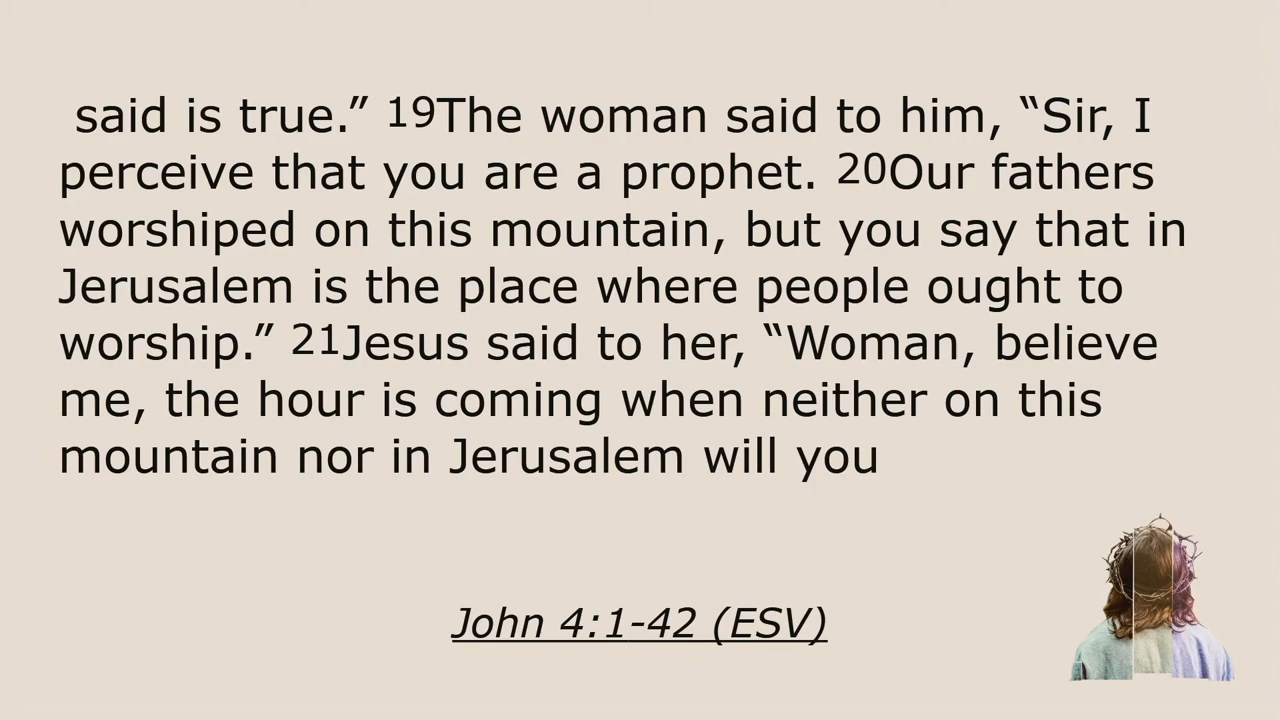 said is true.” 19The woman said to him, “Sir, I
perceive that you are a prophet. 20Our fathers
worshiped on this mountain, but you say that in
Jerusalem is the place where people ought to
worship.” 21Jesus said to her, “Woman, believe
me, the hour is coming when neither on this
mountain nor in Jerusalem will you
John 4:1-42 (ESV)